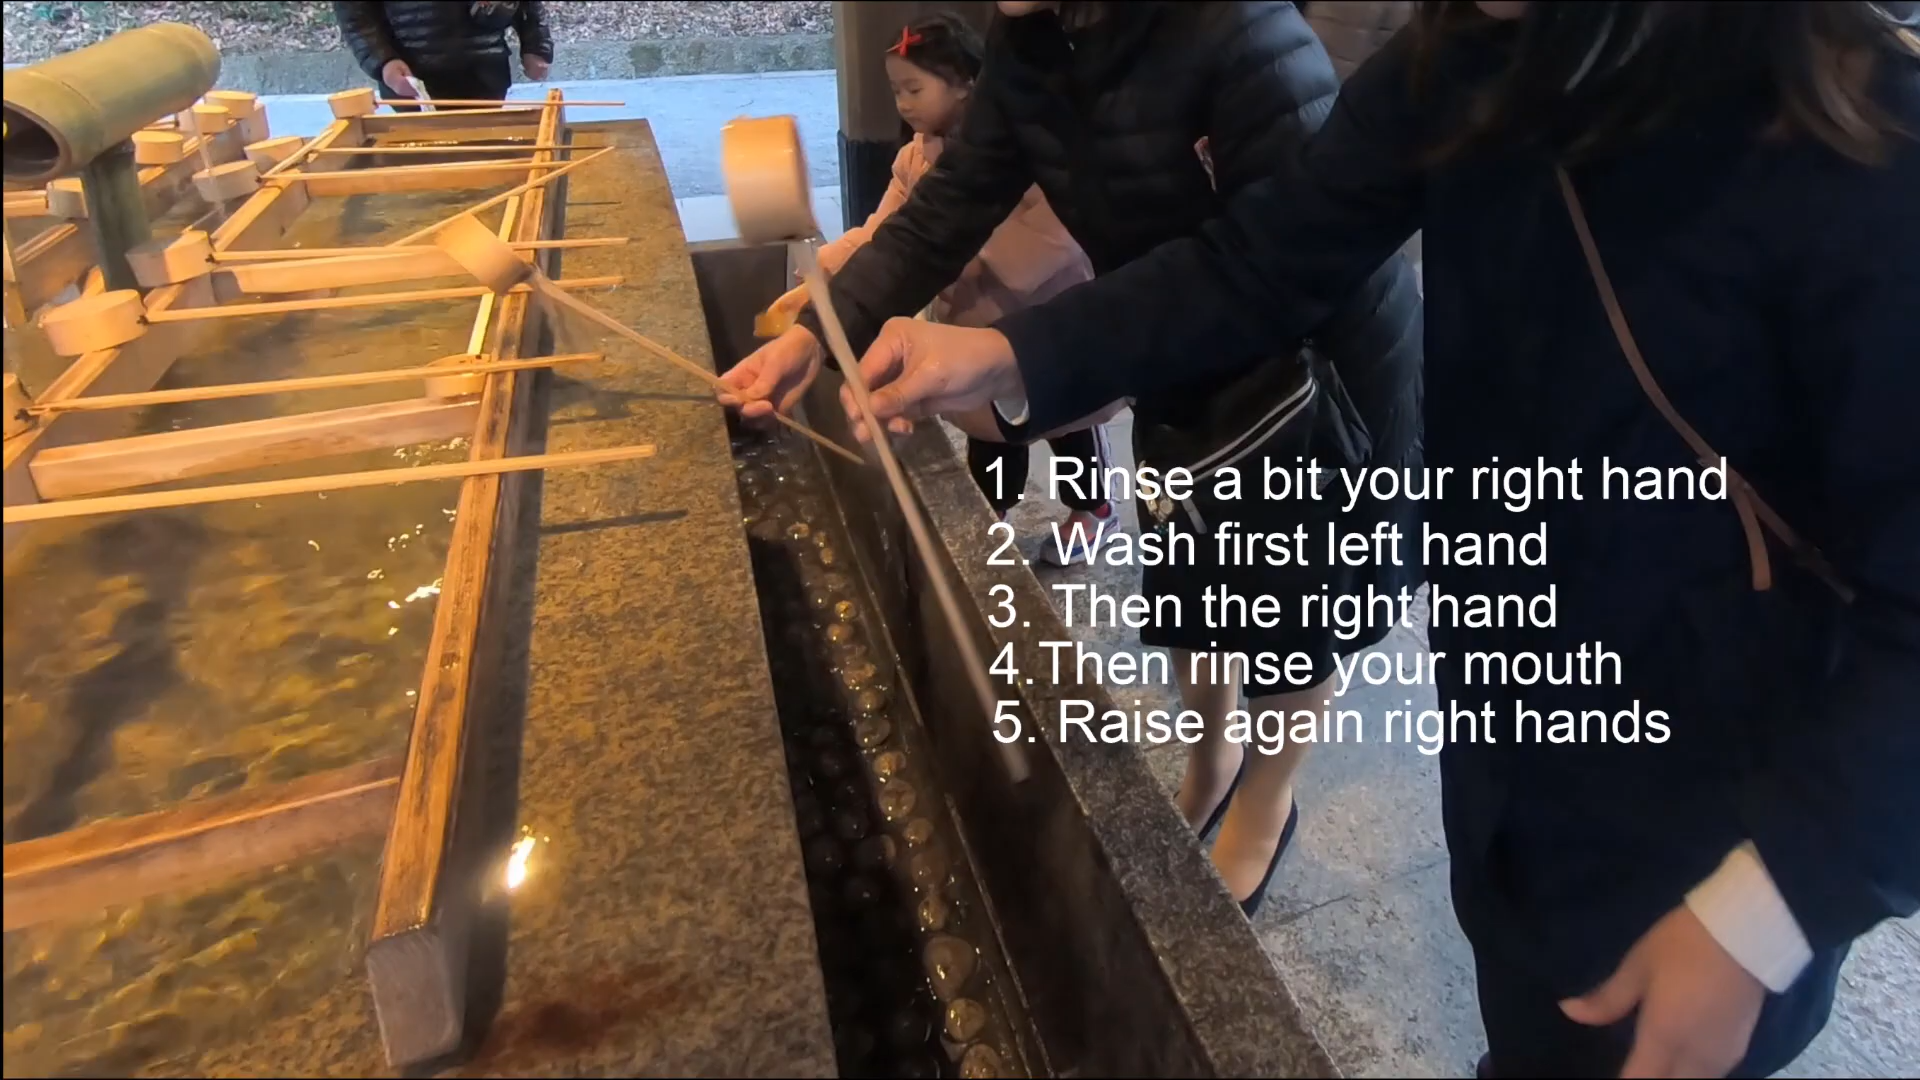 1. Rinse a bit your right hand
2. Wash first left hand
3. Then the right hand
4.Then rinse your mouth
5. Raise again right hands